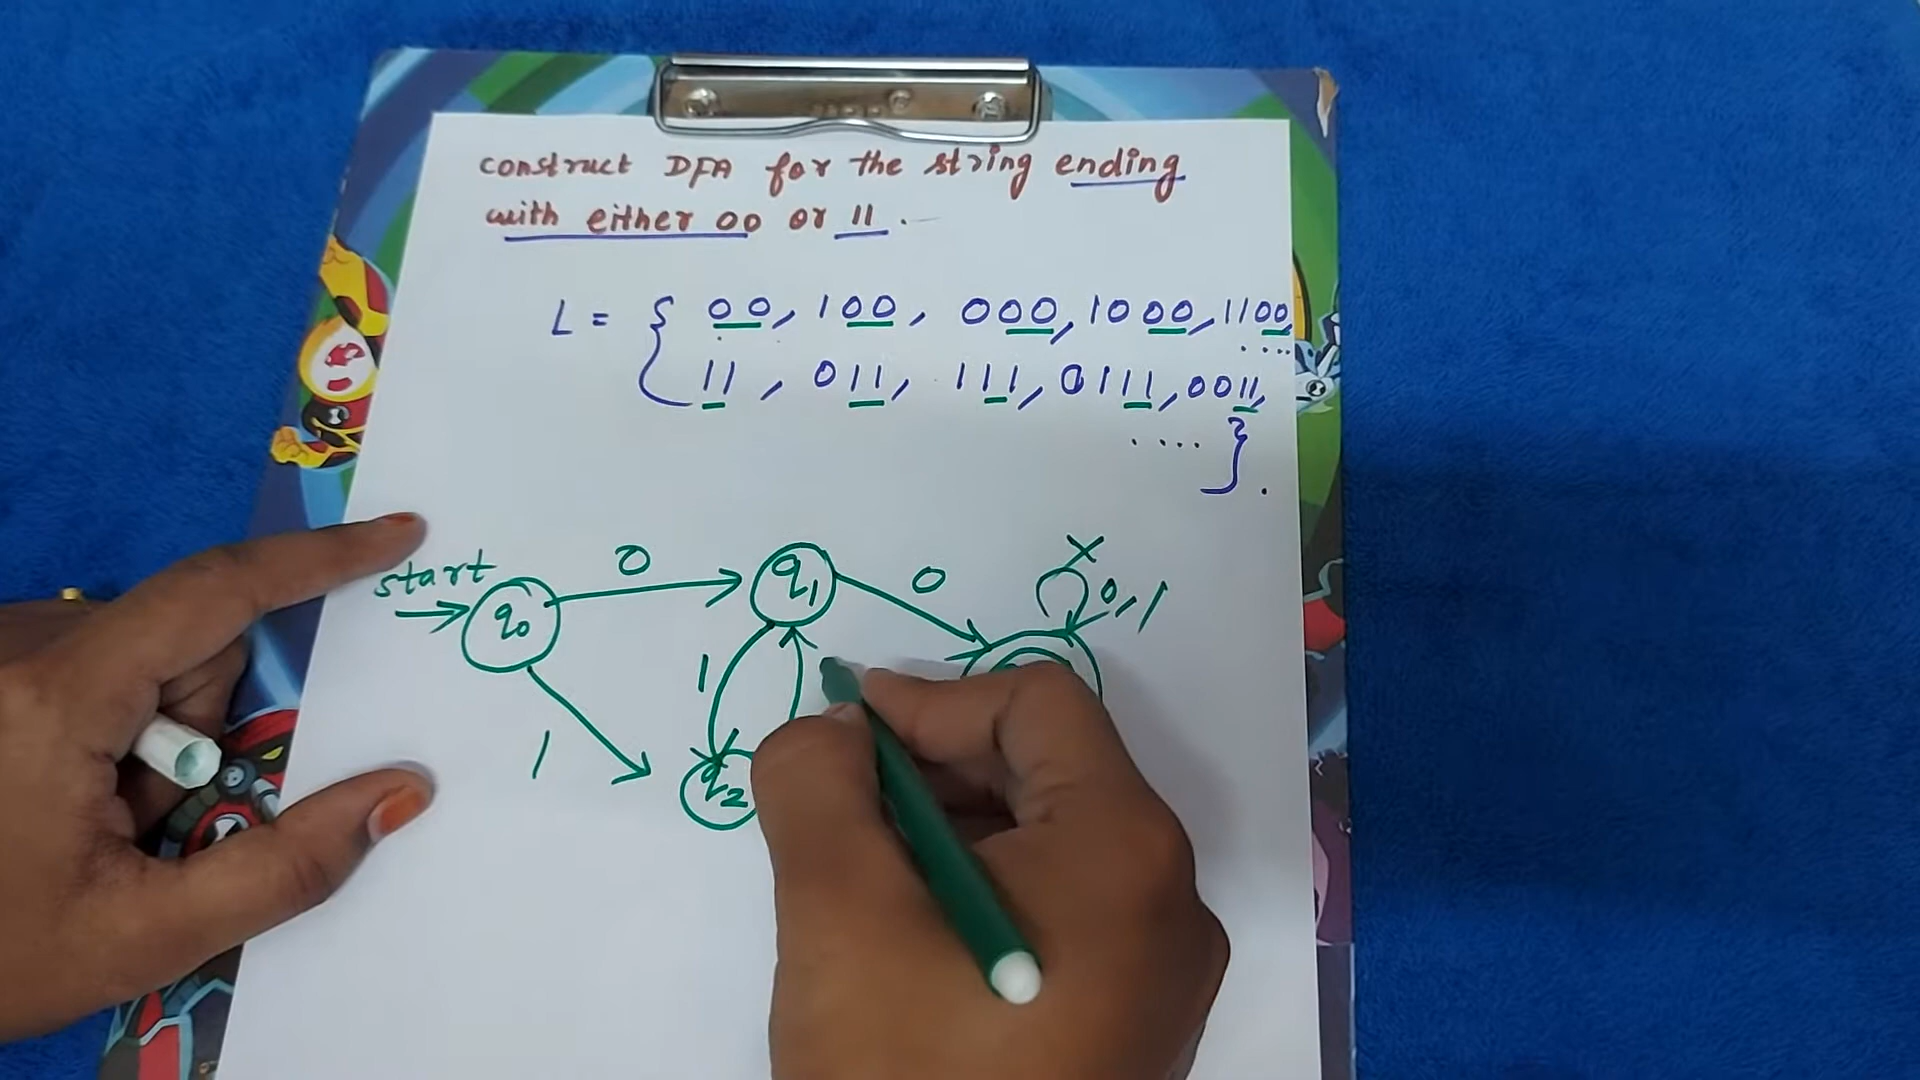 construct DFA for the string ending
with either 00 or 11.
L = { 00, 100, 000, 1000, 1100,
....
11, 011, 111, 0111, 0011,
.... }.
start
q0
0
q1
0
x
0,1
1
1
q2